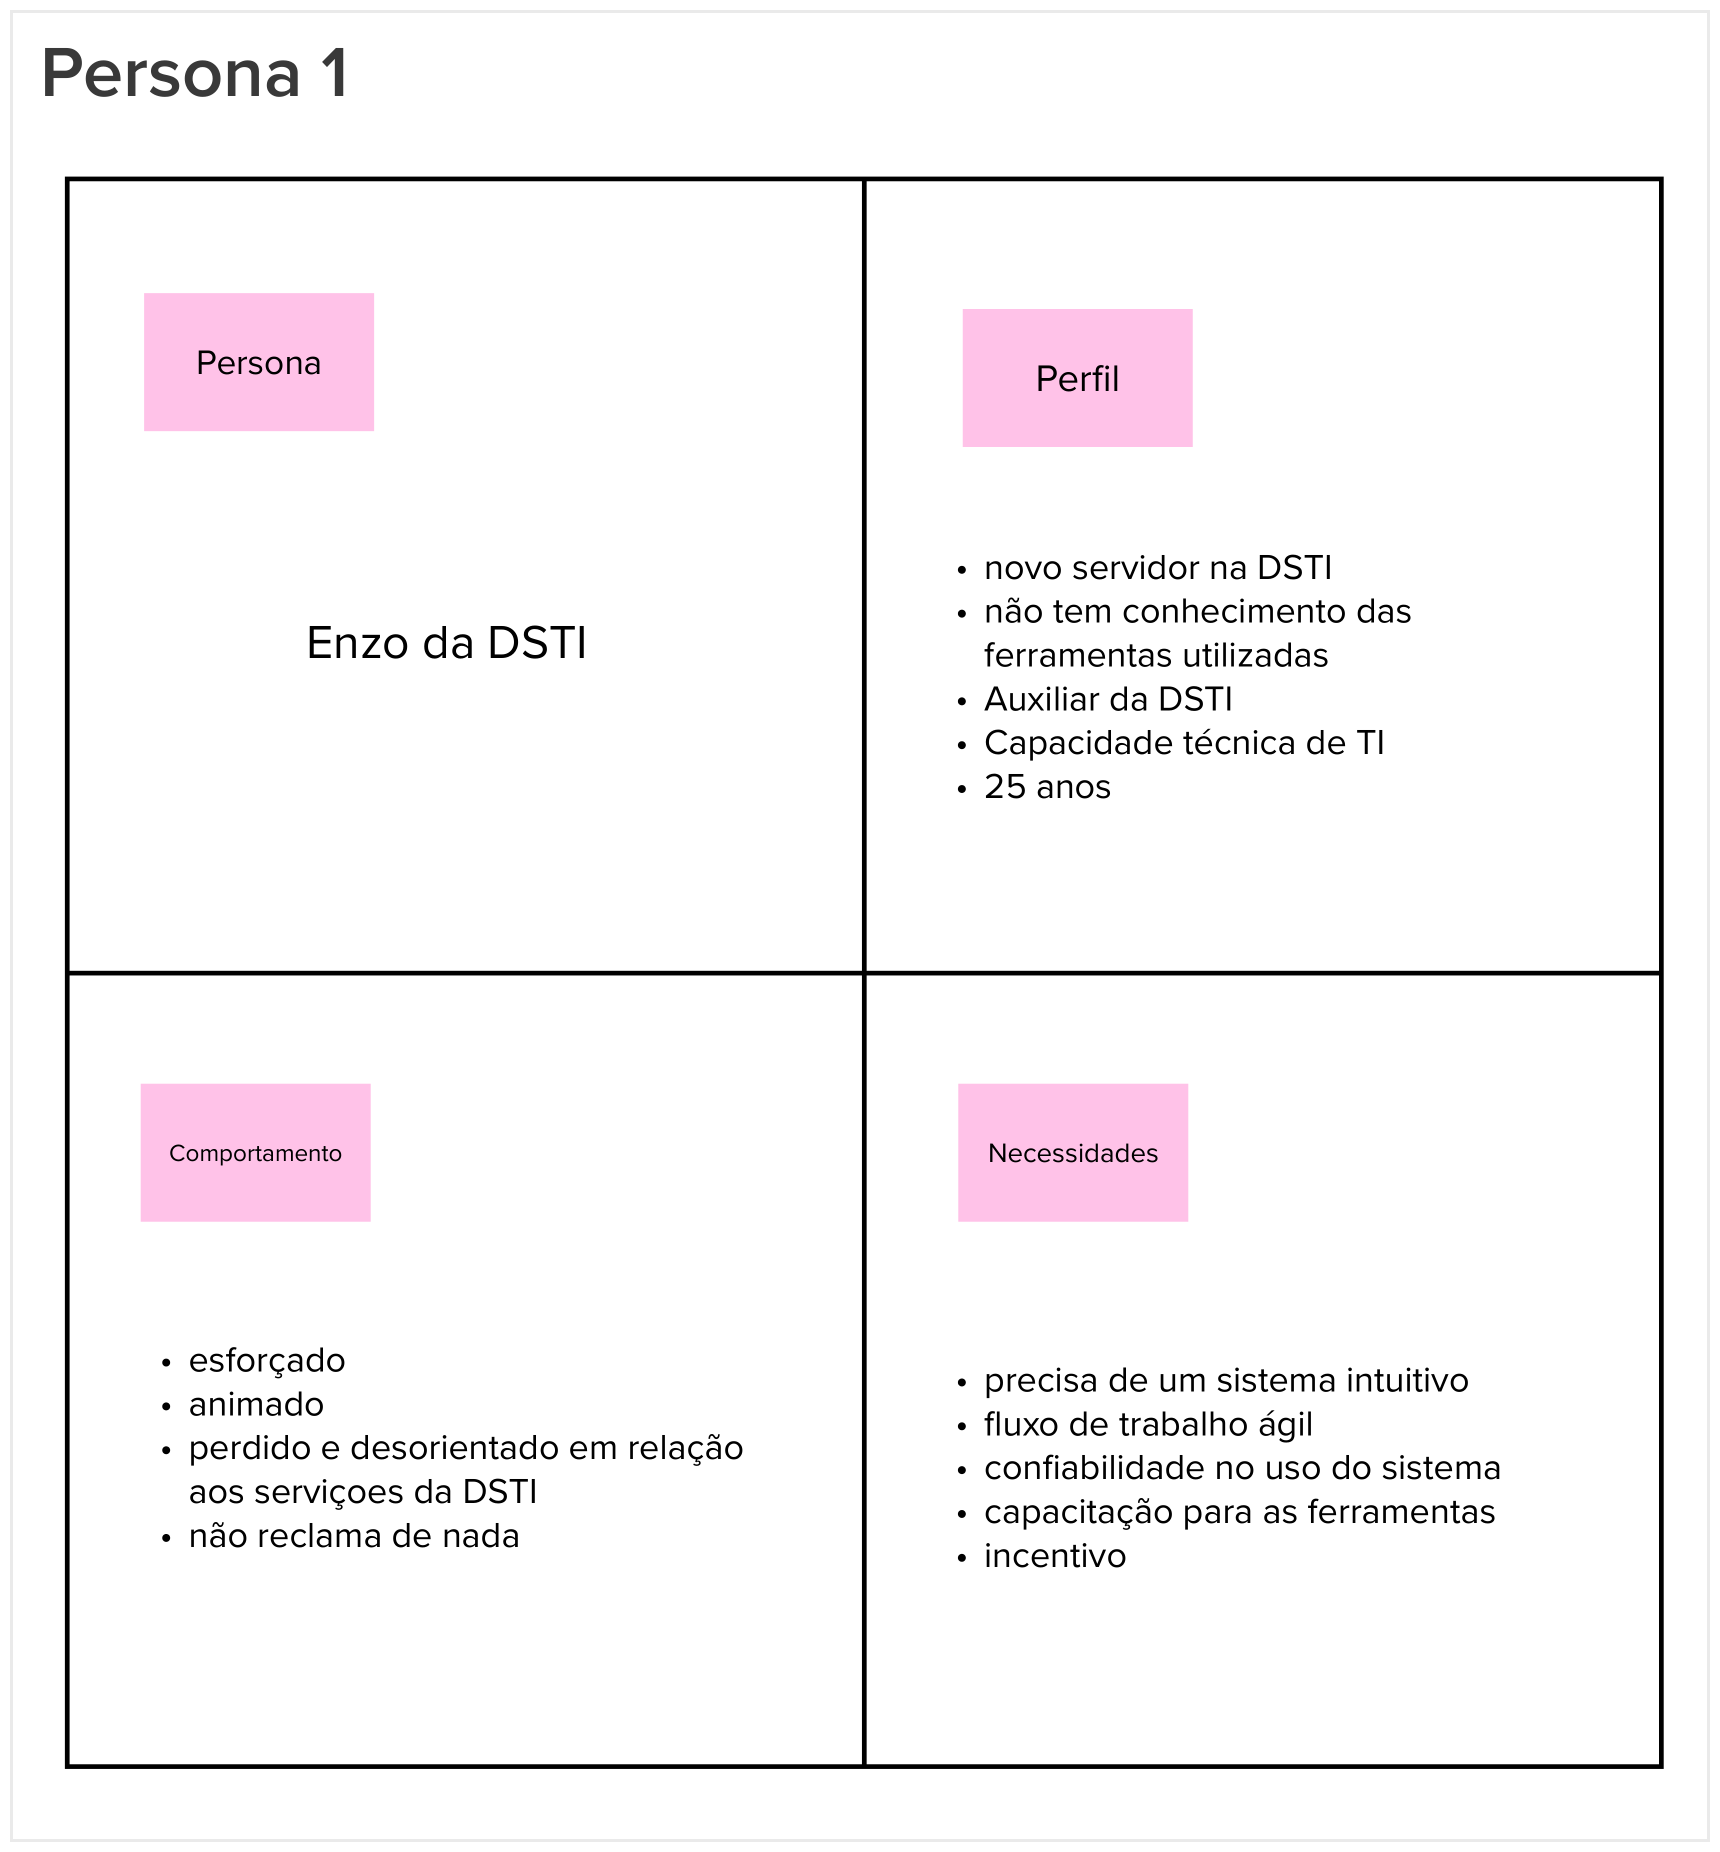 Persona 1
Persona
Enzo da DSTI
Perfil
• novo servidor na DSTI
• não tem conhecimento das
ferramentas utilizadas
• Auxiliar da DSTI
• Capacidade técnica de TI
• 25 anos
Comportamento
• esforçado
• animado
• perdido e desorientado em relação
aos serviçoes da DSTI
• não reclama de nada
Necessidades
• precisa de um sistema intuitivo
• fluxo de trabalho ágil
• confiabilidade no uso do sistema
• capacitação para as ferramentas
• incentivo